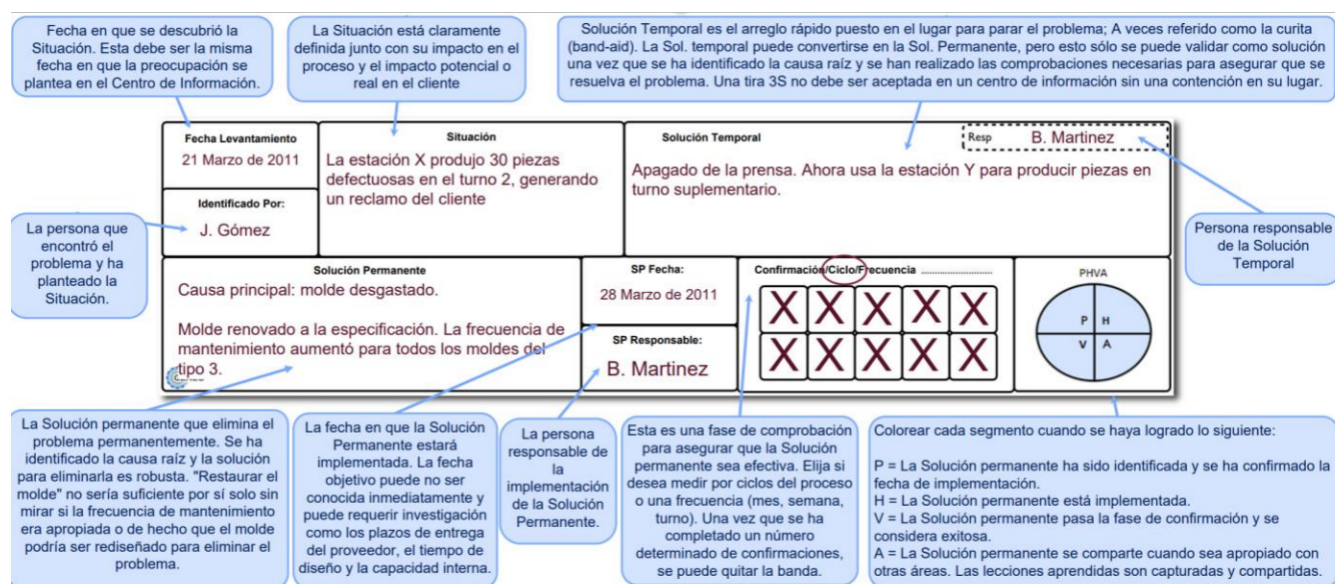 Fecha en que se descubrió la
Situación. Esta debe ser la misma
fecha en que la preocupación se
plantea en el Centro de Información.
La Situación está claramente
definida junto con su impacto en el
proceso y el impacto potencial o
real en el cliente
Solución Temporal es el arreglo rápido puesto en el lugar para parar el problema; A veces referido como la curita
(band-aid). La Sol. temporal puede convertirse en la Sol. Permanente, pero esto sólo se puede validar como solución
una vez que se ha identificado la causa raíz y se han realizado las comprobaciones necesarias para asegurar que se
resuelva el problema. Una tira 3S no debe ser aceptada en un centro de información sin una contención en su lugar.
Fecha Levantamiento
21 Marzo de 2011
Identificado Por:
J. Gómez
Situación
La estación X produjo 30 piezas
defectuosas en el turno 2, generando
un reclamo del cliente
Solución Temporal
Resp B. Martinez
Apagado de la prensa. Ahora usa la estación Y para producir piezas en
turno suplementario.
La persona que
encontró el
problema y ha
planteado la
Situación.
Persona responsable
de la Solución
Temporal
Solución Permanente
Causa principal: molde desgastado.
Molde renovado a la especificación. La frecuencia de
mantenimiento aumentó para todos los moldes del
tipo 3.
SP Fecha:
28 Marzo de 2011
SP Responsable:
B. Martinez
Confirmación/Ciclo/Frecuencia ..........................
X X X X X
X X X X X
PHVA
P H
V A
La Solución permanente que elimina el
problema permanentemente. Se ha
identificado la causa raíz y la solución
para eliminarla es robusta. "Restaurar el
molde" no sería suficiente por sí solo sin
mirar si la frecuencia de mantenimiento
era apropiada o de hecho que el molde
podría ser rediseñado para eliminar el
problema.
La fecha en que la Solución
Permanente estará
implementada. La fecha
objetivo puede no ser
conocida inmediatamente y
puede requerir investigación
como los plazos de entrega
del proveedor, el tiempo de
diseño y la capacidad interna.
La persona
responsable de
la
implementación
de la Solución
Permanente.
Esta es una fase de comprobación
para asegurar que la Solución
permanente sea efectiva. Elija si
desea medir por ciclos del proceso
o una frecuencia (mes, semana,
turno). Una vez que se ha
completado un número
determinado de confirmaciones,
se puede quitar la banda.
Colorear cada segmento cuando se haya logrado lo siguiente:
P = La Solución permanente ha sido identificada y se ha confirmado la
fecha de implementación.
H = La Solución permanente está implementada.
V = La Solución permanente pasa la fase de confirmación y se
considera exitosa.
A = La Solución permanente se comparte cuando sea apropiado con
otras áreas. Las lecciones aprendidas son capturadas y compartidas.